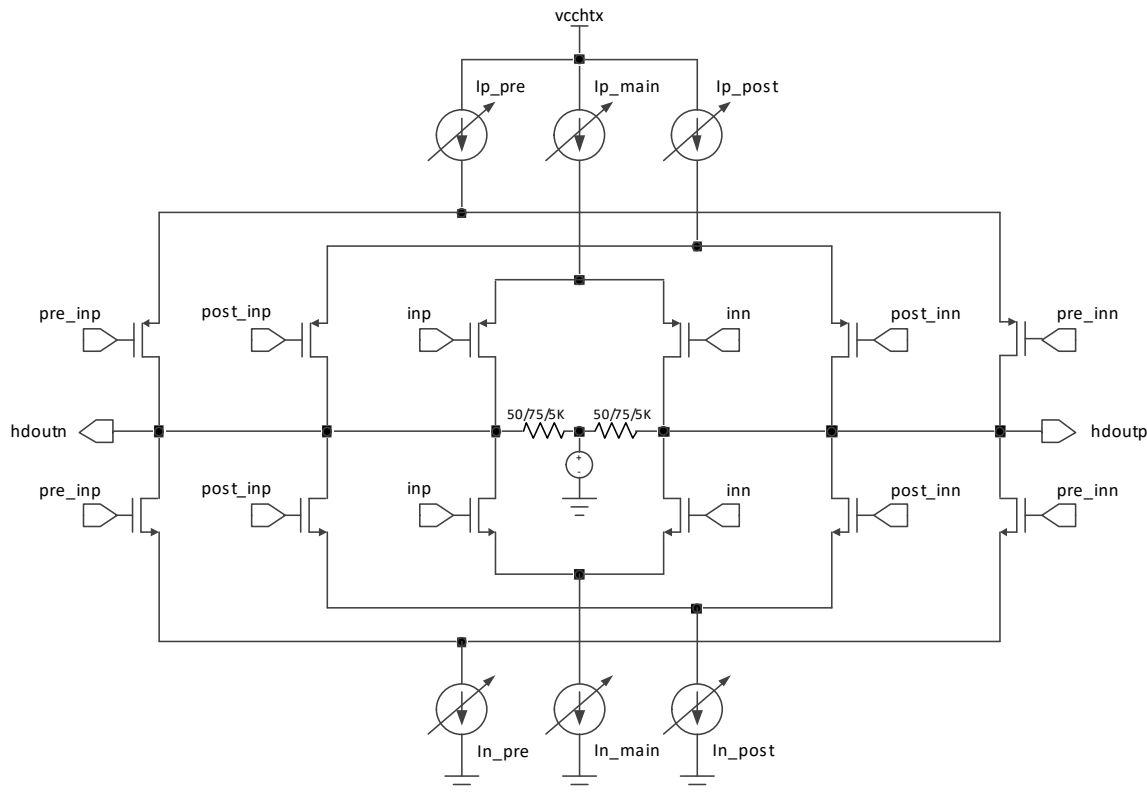 vcchtx
Ip_pre
Ip_main
Ip_post
pre_inp
post_inp
inp
inn
post_inn
pre_inn
50/75/5K
50/75/5K
hdoutn
hdoutp
+
-
pre_inp
post_inp
inp
inn
post_inn
pre_inn
In_pre
In_main
In_post